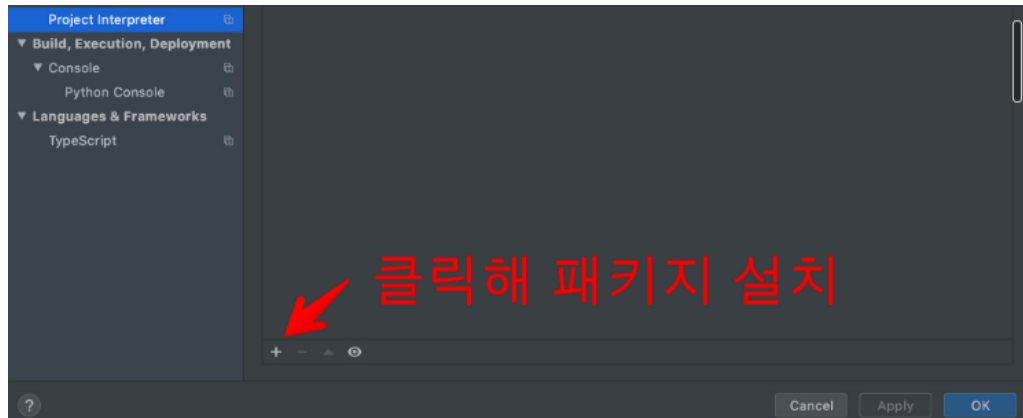 Project Interpreter
Build, Execution, Deployment
Console
Python Console
Languages & Frameworks
TypeScript
클릭해 패키지 설치
+ −
?
Cancel
Apply
OK